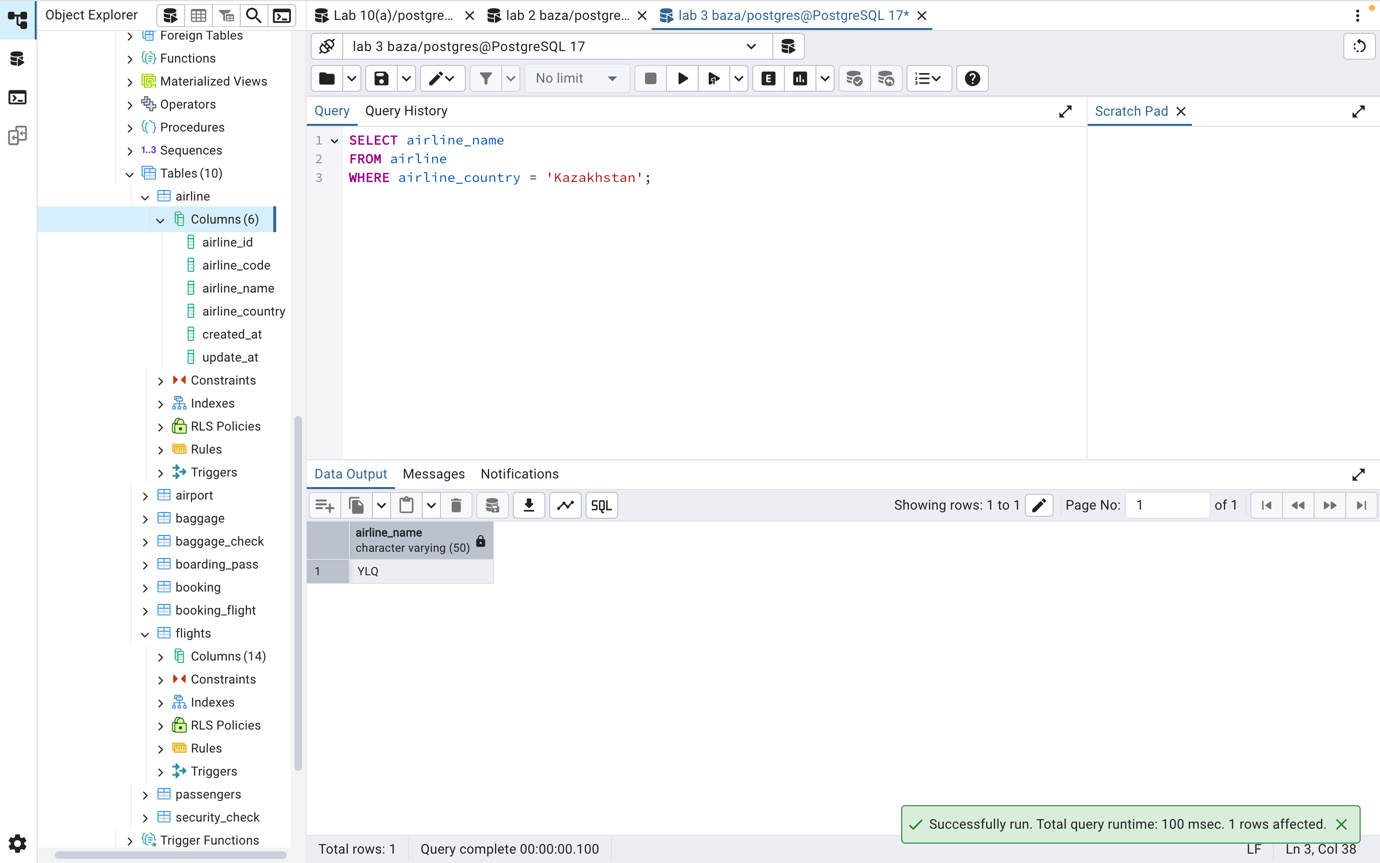 Object Explorer
Lab 10(a)/postgre...
lab 2 baza/postgre...
lab 3 baza/postgres@PostgreSQL 17*
Foreign Tables
Functions
Materialized Views
Operators
Procedures
1..3 Sequences
Tables (10)
airline
Columns (6)
airline_id
airline_code
airline_name
airline_country
created_at
update_at
Constraints
Indexes
RLS Policies
Rules
Triggers
airport
baggage
baggage_check
boarding_pass
booking
booking_flight
flights
Columns (14)
Constraints
Indexes
RLS Policies
Rules
Triggers
passengers
security_check
Trigger Functions
lab 3 baza/postgres@PostgreSQL 17
No limit
E
Query
Query History
Scratch Pad
1 SELECT airline_name
2 FROM airline
3 WHERE airline_country = 'Kazakhstan';
Data Output
Messages
Notifications
SQL
Showing rows: 1 to 1
Page No:
1
of 1
airline_name
character varying (50)
1 YLQ
Successfully run. Total query runtime: 100 msec. 1 rows affected.
Total rows: 1
Query complete 00:00:00.100
LF
Ln 3, Col 38